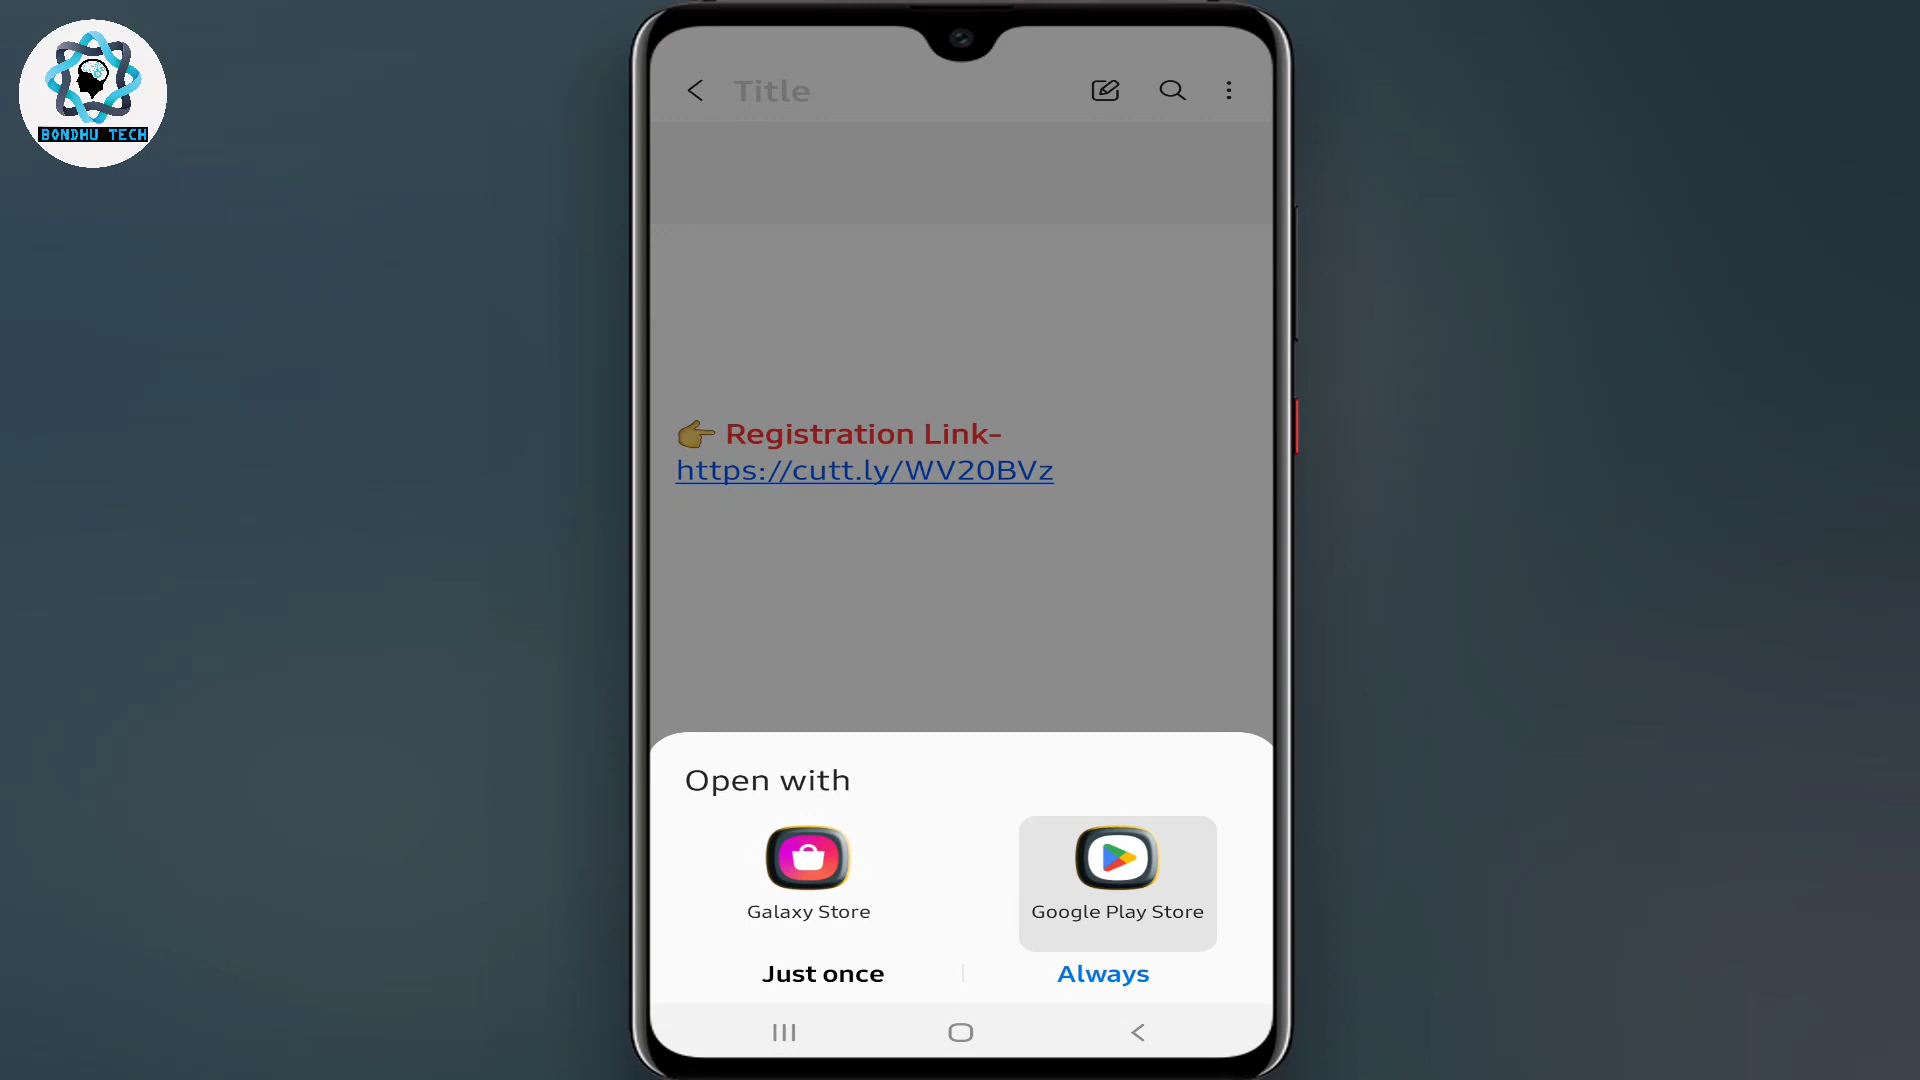 BONDHU TECH
Title
👉 Registration Link-
https://cutt.ly/WV20BVz
Open with
Galaxy Store
Google Play Store
Just once
Always